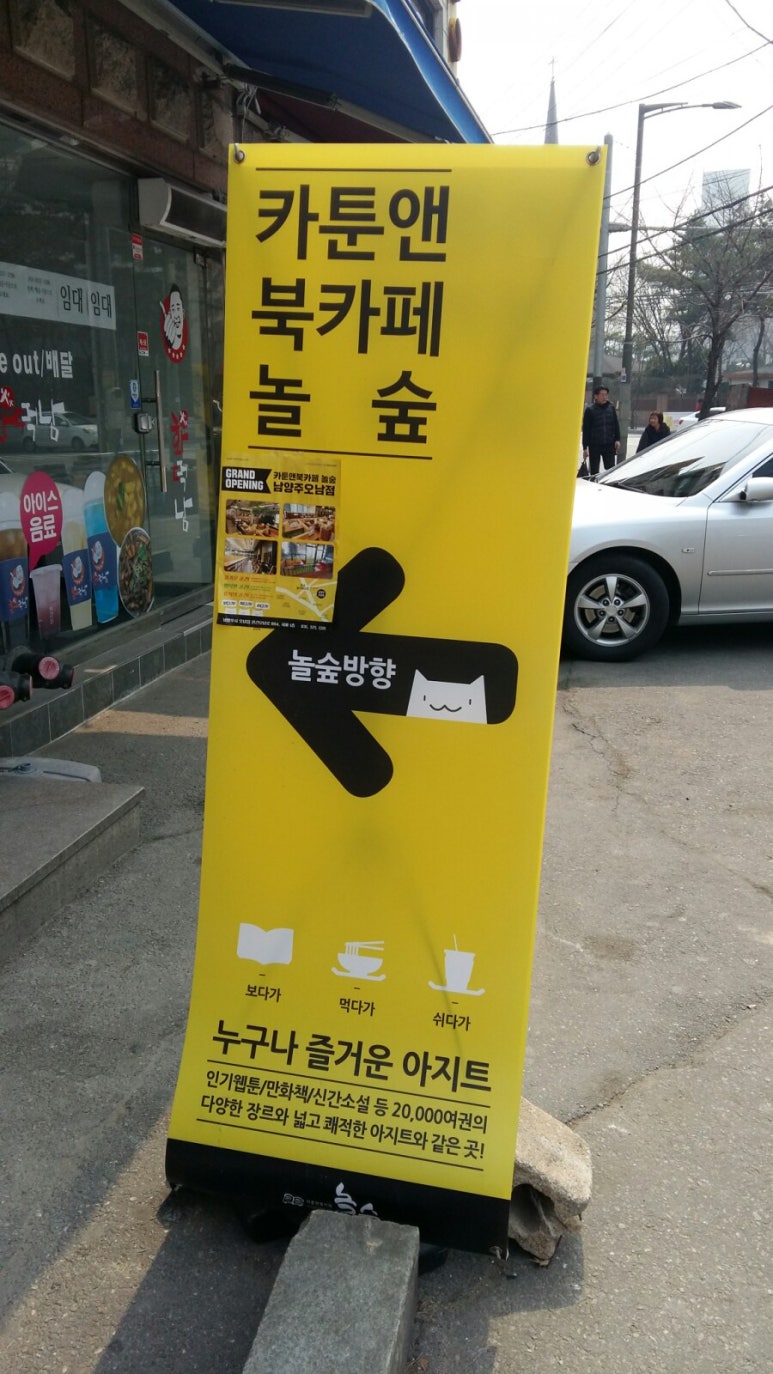 카툰앤
북카페
놀 숲
GRAND
OPENING
카툰앤북카페 놀숲
남양주오남점
놀숲방향
보다가
먹다가
쉬다가
누구나 즐거운 아지트
인기웹툰/만화책/신간소설 등 20,000여권의
다양한 장르와 넓고 쾌적한 아지트와 같은 곳!
임대 임대
e out/배달
아이스
음료